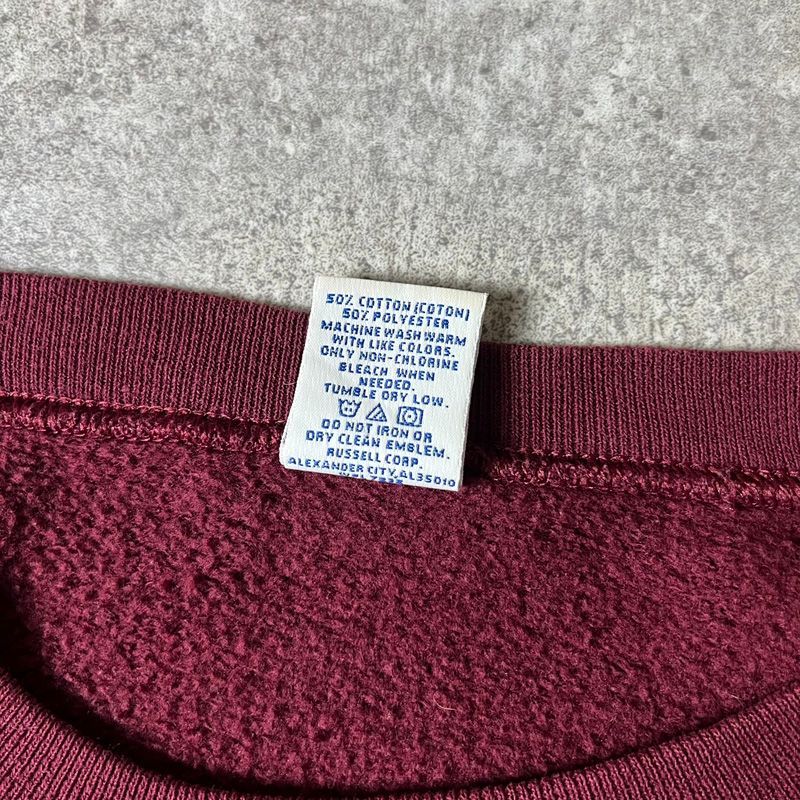 50% COTTON (COTON)
50% POLYESTER
MACHINE WASH WARM
WITH LIKE COLORS.
ONLY NON-CHLORINE
BLEACH WHEN
NEEDED.
TUMBLE DRY LOW.
DO NOT IRON OR
DRY CLEAN EMBLEM.
RUSSELL CORP.
ALEXANDER CITY, AL35010